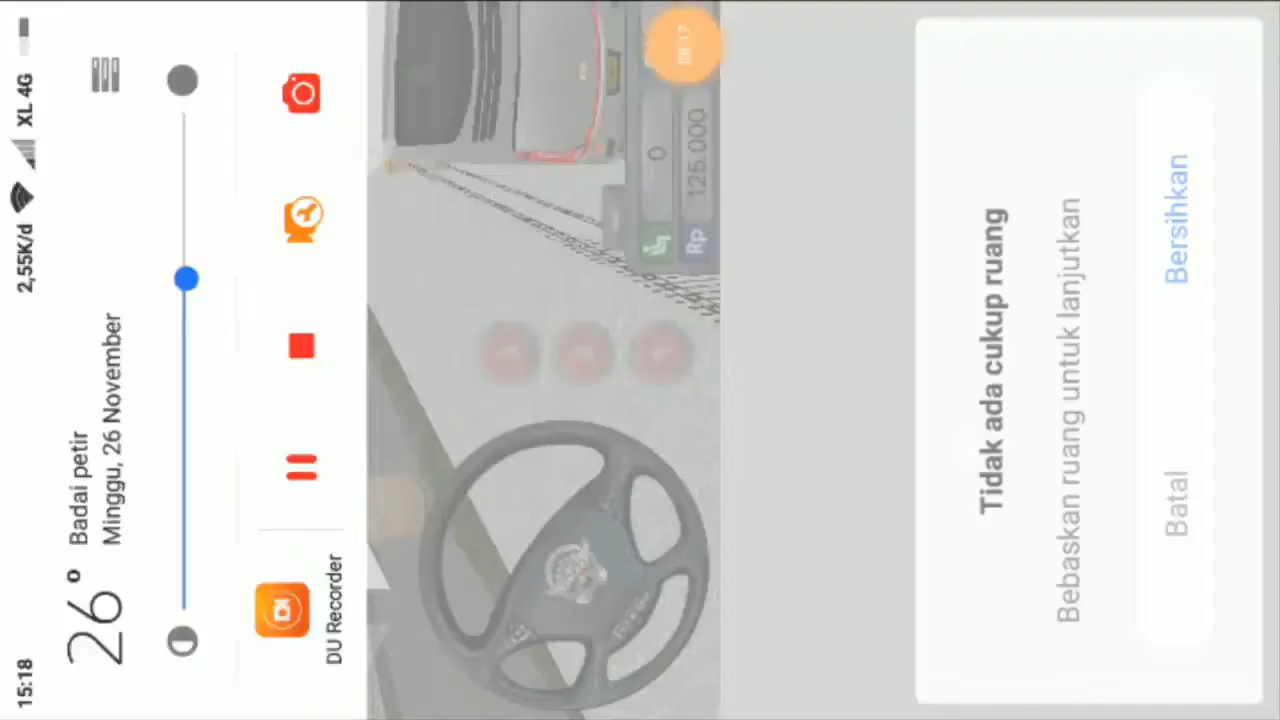 15:18
2,55K/d
XL 4G
26°
Badai petir
Minggu, 26 November
DU Recorder
0
Rp 125 000
Tidak ada cukup ruang
Bebaskan ruang untuk lanjutkan
Batal
Bersihkan